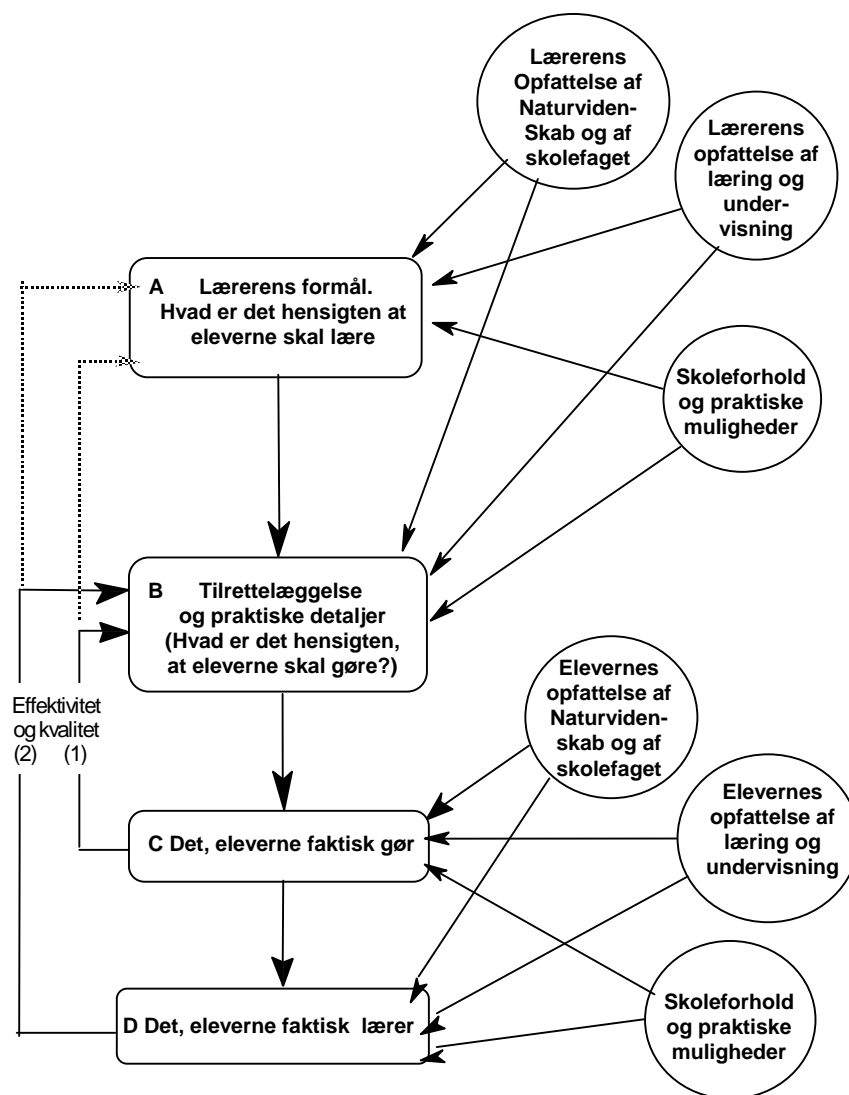 Lærerens
Opfattelse af
Naturviden-
Skab og af
skolefaget
Lærerens
opfattelse af
læring og
under-
visning
A Lærerens formål.
Hvad er det hensigten at
eleverne skal lære
Skoleforhold
og praktiske
muligheder
B Tilrettelæggelse
og praktiske detaljer
(Hvad er det hensigten,
at eleverne skal gøre?)
Effektivitet
og kvalitet
(2) (1)
Elevernes
opfattelse af
Naturviden-
skab og af
skolefaget
Elevernes
opfattelse af
læring og
undervisning
C Det, eleverne faktisk gør
D Det, eleverne faktisk lærer
Skoleforhold
og praktiske
muligheder